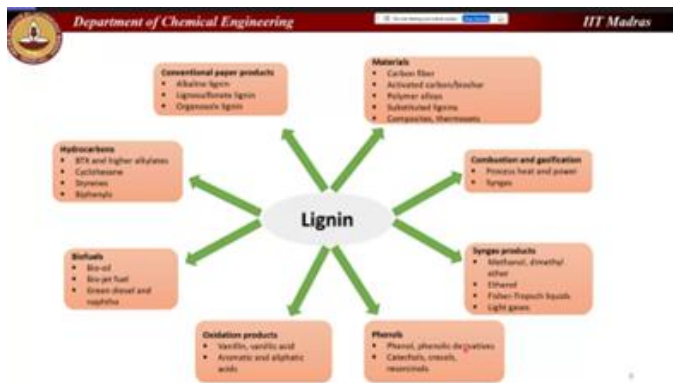 Department of Chemical Engineering
IIT Madras
Conventional paper products
Alkaline lignin
Lignosulfonate lignin
Organosolv lignin
Materials
Carbon fiber
Activated carbon/biochar
Polymer alloys
Substituted lignins
Composites, thermosets
Hydrocarbons
BTX and higher alkylates
Cyclohexane
Styrenes
Biphenyls
Combustion and gasification
Process heat and power
Syngas
Lignin
Biofuels
Bio-oil
Bio-jet fuel
Green diesel and
naphtha
Syngas products
Methanol, dimethyl
ether
Ethanol
Fisher-Tropsch liquids
Light gases
Oxidation products
Vanillin, vanillic acid
Aromatic and aliphatic
acids
Phenols
Phenol, phenolic derivatives
Catechols, cresols,
resorcinols